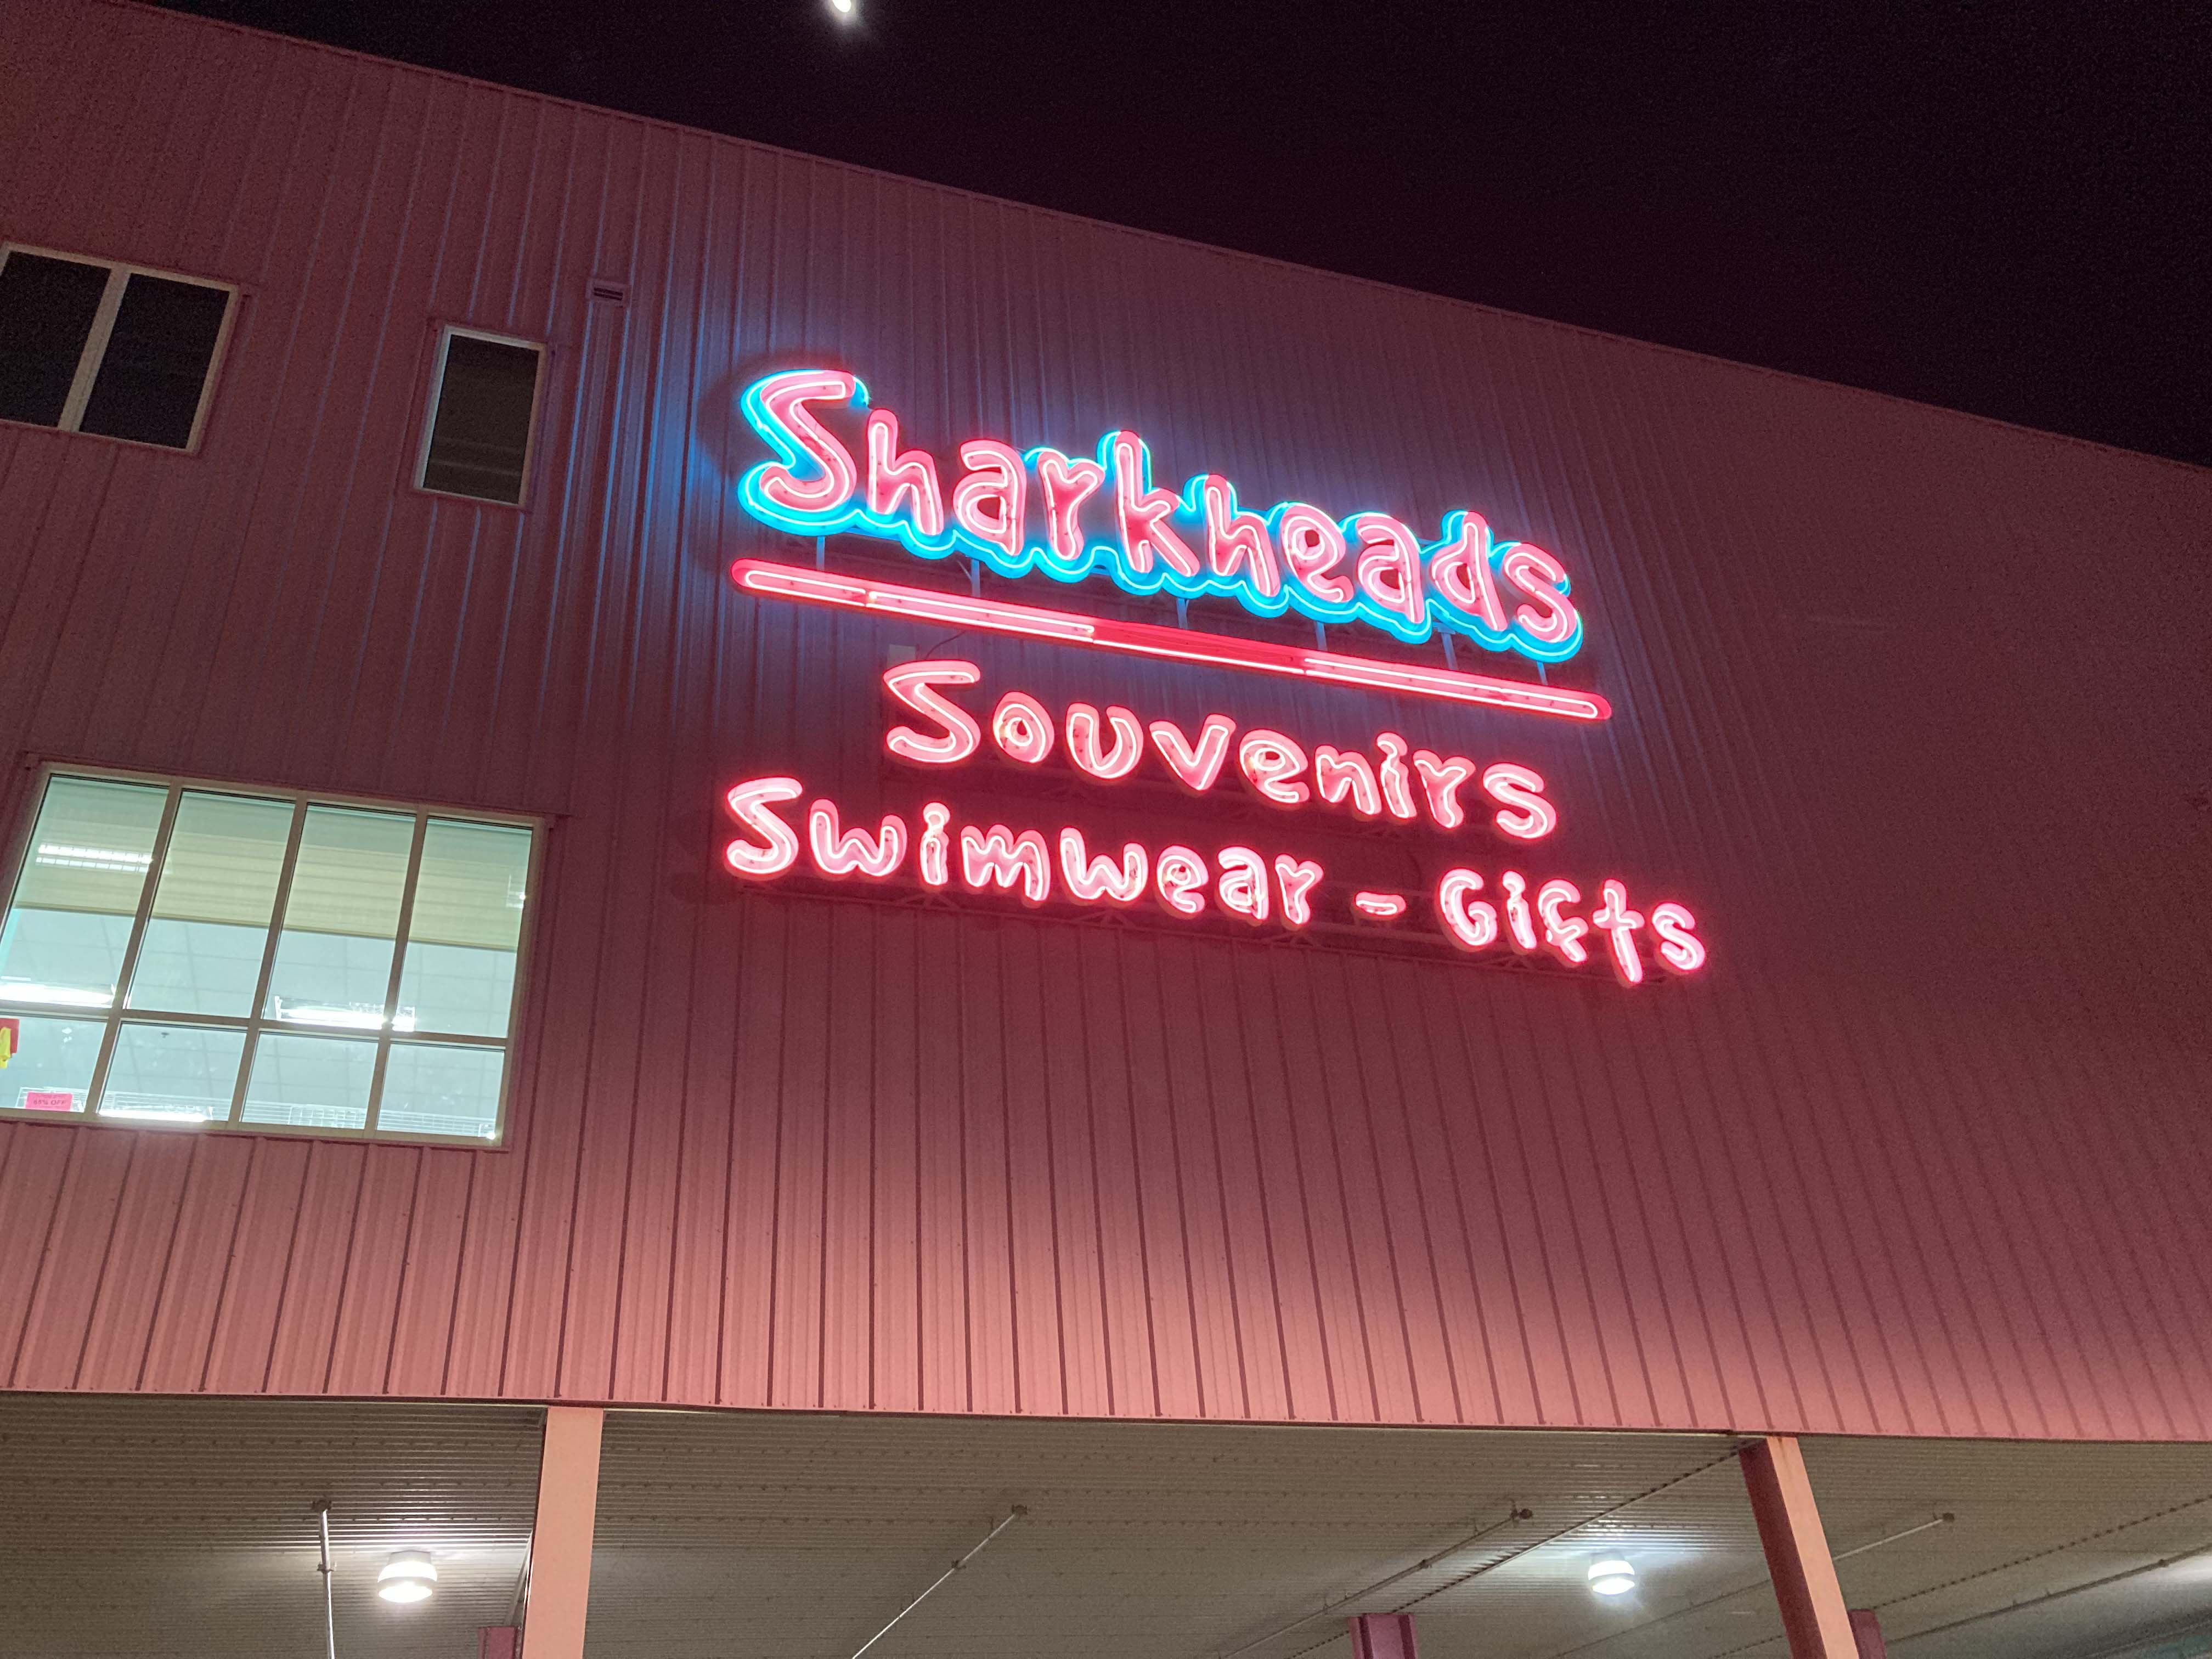 Sharkheads
Souvenirs
Swimwear - Gifts